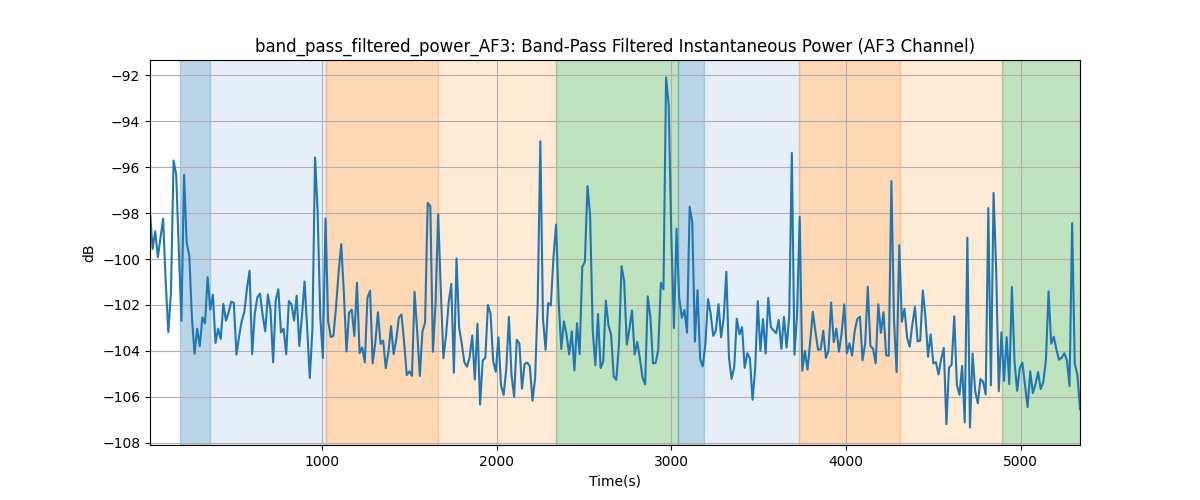 band_pass_filtered_power_AF3: Band-Pass Filtered Instantaneous Power (AF3 Channel)
−92
−94
−96
−98
−100
−102
−104
−106
−108
dB
1000 2000 3000 4000 5000
Time(s)